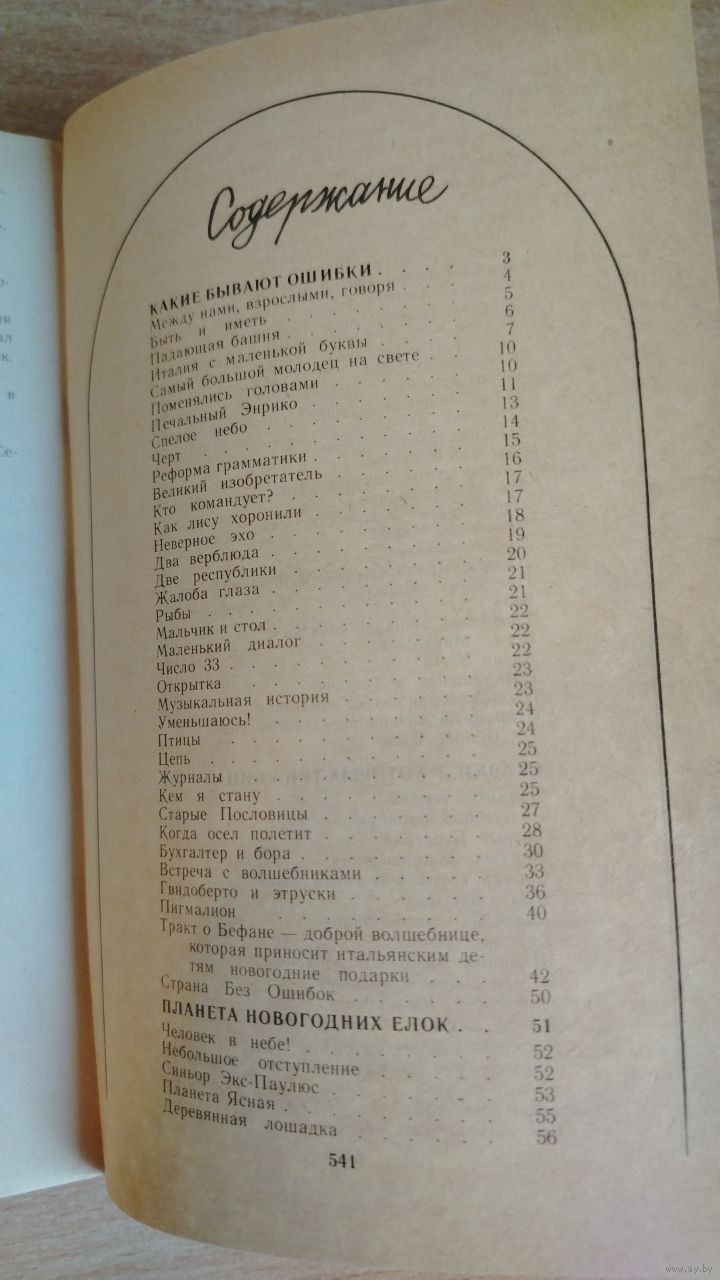 Се-
Содержание
КАКИЕ БЫВАЮТ ОШИБКИ . . . . 3
Между нами, взрослыми, говоря . . . 4
Быть и иметь . . . . . . . 5
Падающая башня . . . . . . 6
Италия с маленькой буквы . . . . 7
Самый большой молодец на свете . . 10
Поменялись головами . . . . . 10
Печальный Энрико . . . . . . 11
Спелое небо . . . . . . . 13
Черт . . . . . . . . . 14
Реформа грамматики . . . . . 15
Великий изобретатель . . . . . 16
Кто командует? . . . . . . 17
Как лису хоронили . . . . . . 17
Неверное эхо . . . . . . . 18
Два верблюда . . . . . . . 19
Две республики . . . . . . 20
Жалоба глаза . . . . . . . 21
Рыбы . . . . . . . . . 21
Мальчик и стол . . . . . . . 22
Маленький диалог . . . . . . 22
Число 33 . . . . . . . . 22
Открытка . . . . . . . . 23
Музыкальная история . . . . . 23
Уменьшаюсь! . . . . . . . 24
Птицы . . . . . . . . . 24
Цепь . . . . . . . . . 25
Журналы . . . . . . . . 25
Кем я стану . . . . . . . 25
Старые Пословицы . . . . . . 27
Когда осел полетит . . . . . . 28
Бухгалтер и бора . . . . . . 30
Встреча с волшебниками . . . . . 33
Гвидоберто и этруски . . . . . 36
Пигмалион . . . . . . . . 40
Тракт о Бефане — доброй волшебнице,
которая приносит итальянским де-
тям новогодние подарки . . . 42
Страна Без Ошибок . . . . . . 50
ПЛАНЕТА НОВОГОДНИХ ЕЛОК . . 51
Человек в небе! . . . . . . . 52
Небольшое отступление . . . . 52
Синьор Экс-Паулюс . . . . . . 53
Планета Ясная . . . . . . . 55
Деревянная лошадка . . . . . 56
541
www.ay.by